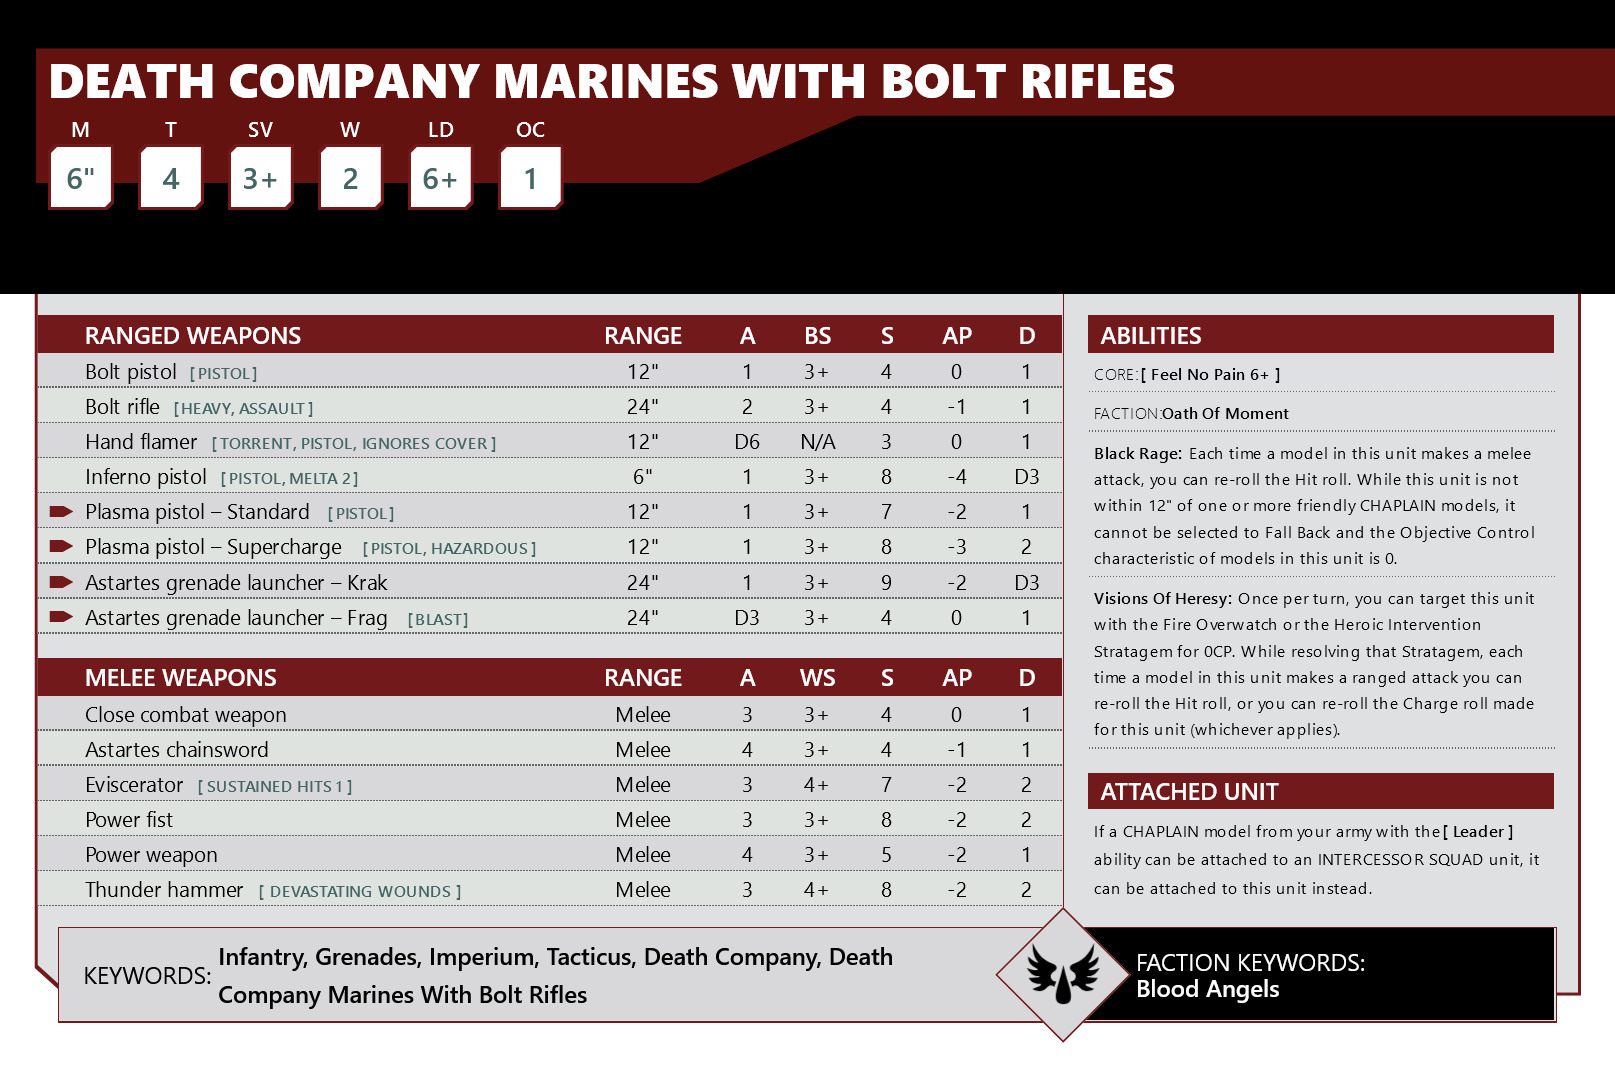 DEATH COMPANY MARINES WITH BOLT RIFLES
M T SV W LD OC
6" 4 3+ 2 6+ 1
RANGED WEAPONS RANGE A BS S AP D
Bolt pistol [PISTOL] 12" 1 3+ 4 0 1
Bolt rifle [HEAVY, ASSAULT] 24" 2 3+ 4 -1 1
Hand flamer [TORRENT, PISTOL, IGNORES COVER] 12" D6 N/A 3 0 1
Inferno pistol [PISTOL, MELTA 2] 6" 1 3+ 8 -4 D3
Plasma pistol – Standard [PISTOL] 12" 1 3+ 7 -2 1
Plasma pistol – Supercharge [PISTOL, HAZARDOUS] 12" 1 3+ 8 -3 2
Astartes grenade launcher – Krak 24" 1 3+ 9 -2 D3
Astartes grenade launcher – Frag [BLAST] 24" D3 3+ 4 0 1
MELEE WEAPONS RANGE A WS S AP D
Close combat weapon Melee 3 3+ 4 0 1
Astartes chainsword Melee 4 3+ 4 -1 1
Eviscerator [SUSTAINED HITS 1] Melee 3 4+ 7 -2 2
Power fist Melee 3 3+ 8 -2 2
Power weapon Melee 4 3+ 5 -2 1
Thunder hammer [DEVASTATING WOUNDS] Melee 3 4+ 8 -2 2
ABILITIES
CORE: [ Feel No Pain 6+ ]
FACTION: Oath Of Moment
Black Rage: Each time a model in this unit makes a melee
attack, you can re-roll the Hit roll. While this unit is not
within 12" of one or more friendly CHAPLAIN models, it
cannot be selected to Fall Back and the Objective Control
characteristic of models in this unit is 0.
Visions Of Heresy: Once per turn, you can target this unit
with the Fire Overwatch or the Heroic Intervention
Stratagem for 0CP. While resolving that Stratagem, each
time a model in this unit makes a ranged attack you can
re-roll the Hit roll, or you can re-roll the Charge roll made
for this unit (whichever applies).
ATTACHED UNIT
If a CHAPLAIN model from your army with the [ Leader ]
ability can be attached to an INTERCESSOR SQUAD unit, it
can be attached to this unit instead.
KEYWORDS: Infantry, Grenades, Imperium, Tacticus, Death Company, Death
Company Marines With Bolt Rifles
FACTION KEYWORDS:
Blood Angels